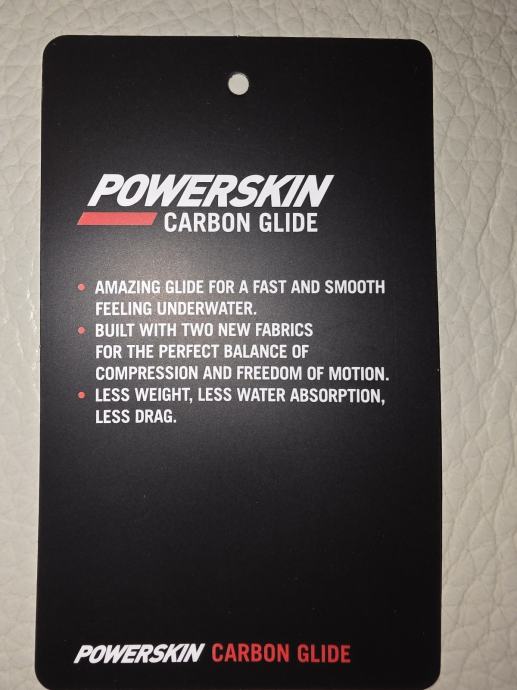 POWERSKIN
CARBON GLIDE
• AMAZING GLIDE FOR A FAST AND SMOOTH
FEELING UNDERWATER.
• BUILT WITH TWO NEW FABRICS
FOR THE PERFECT BALANCE OF
COMPRESSION AND FREEDOM OF MOTION.
• LESS WEIGHT, LESS WATER ABSORPTION,
LESS DRAG.
POWERSKIN CARBON GLIDE